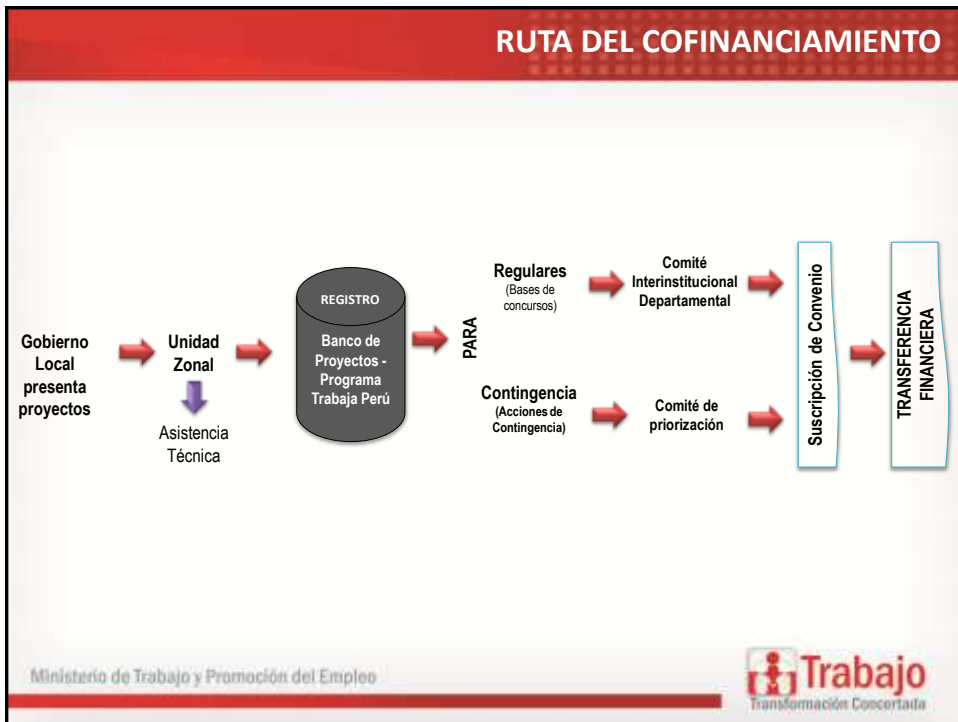 RUTA DEL COFINANCIAMIENTO
Gobierno
Local
presenta
proyectos
Unidad
Zonal
Asistencia
Técnica
REGISTRO
Banco de
Proyectos -
Programa
Trabaja Perú
PARA
Regulares
(Bases de
concursos)
Comité
Interinstitucional
Departamental
Contingencia
(Acciones de
Contingencia)
Comité de
priorización
Suscripción de Convenio
TRANSFERENCIA
FINANCIERA
Ministerio de Trabajo y Promoción del Empleo
Trabajo
Transformación Concertada